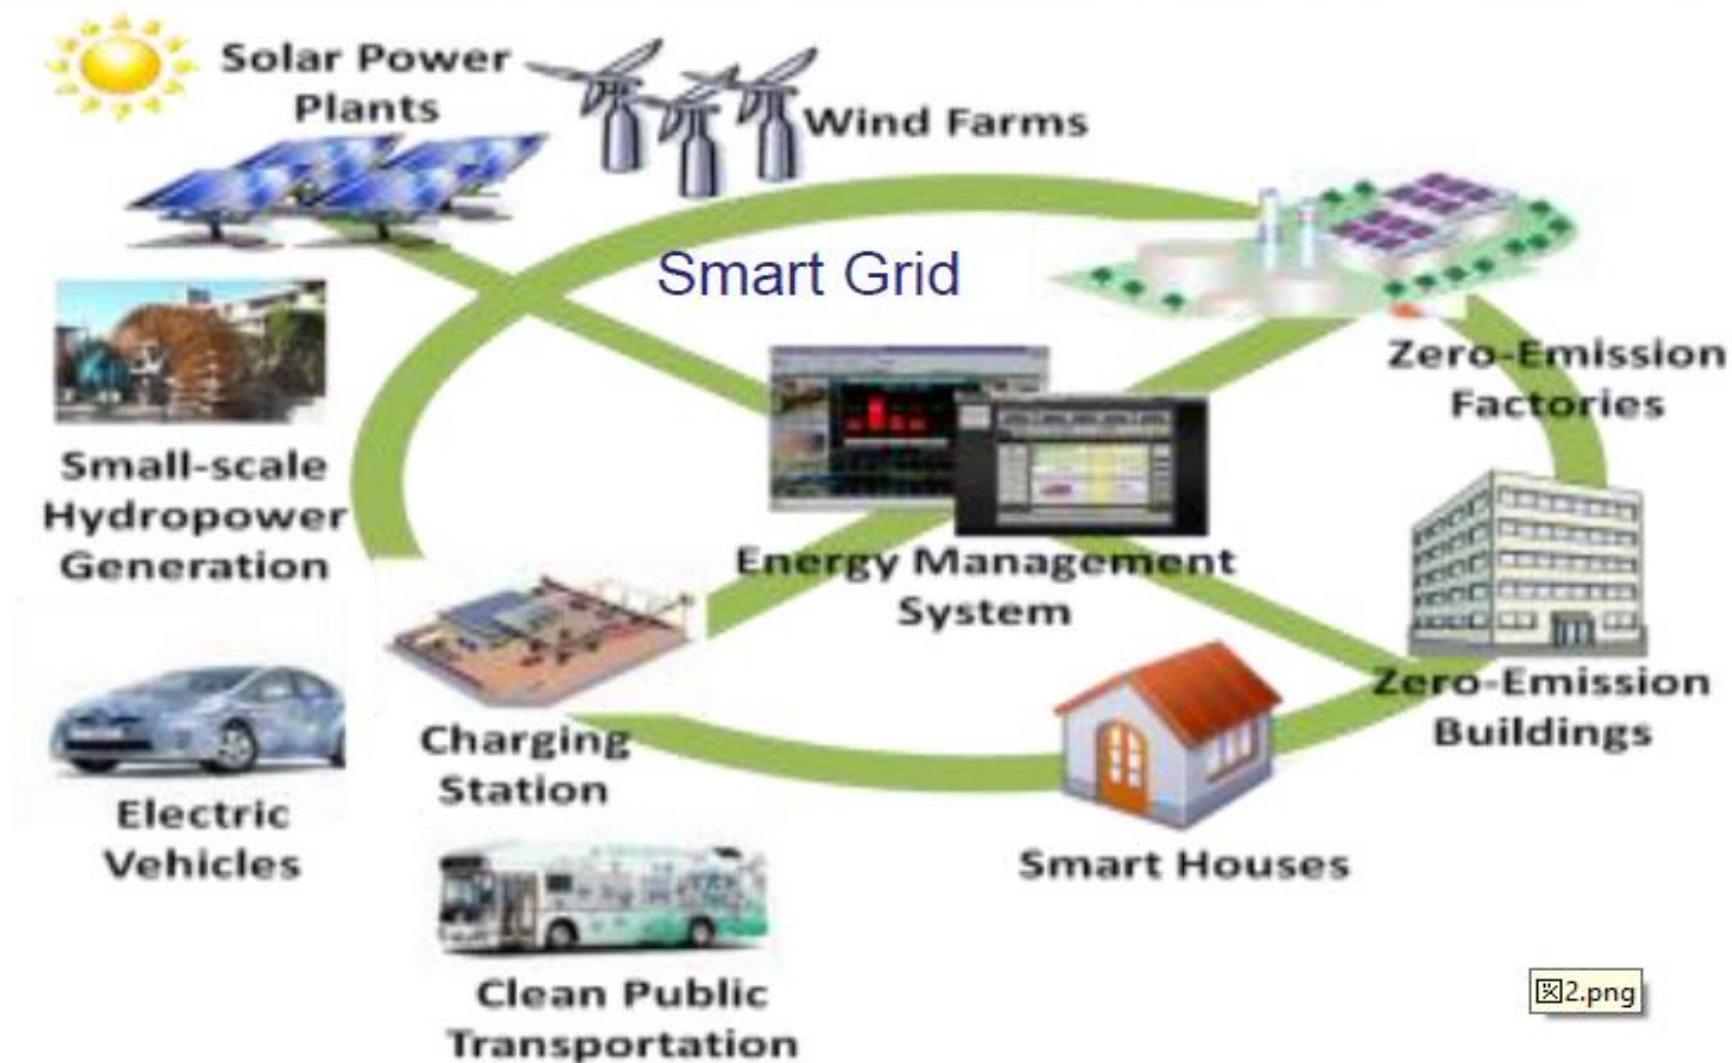 Solar Power
Plants
Wind Farms
Smart Grid
Zero-Emission
Factories
Small-scale
Hydropower
Generation
Energy Management
System
Zero-Emission
Buildings
Charging
Station
Electric
Vehicles
Smart Houses
Clean Public
Transportation
図2.png